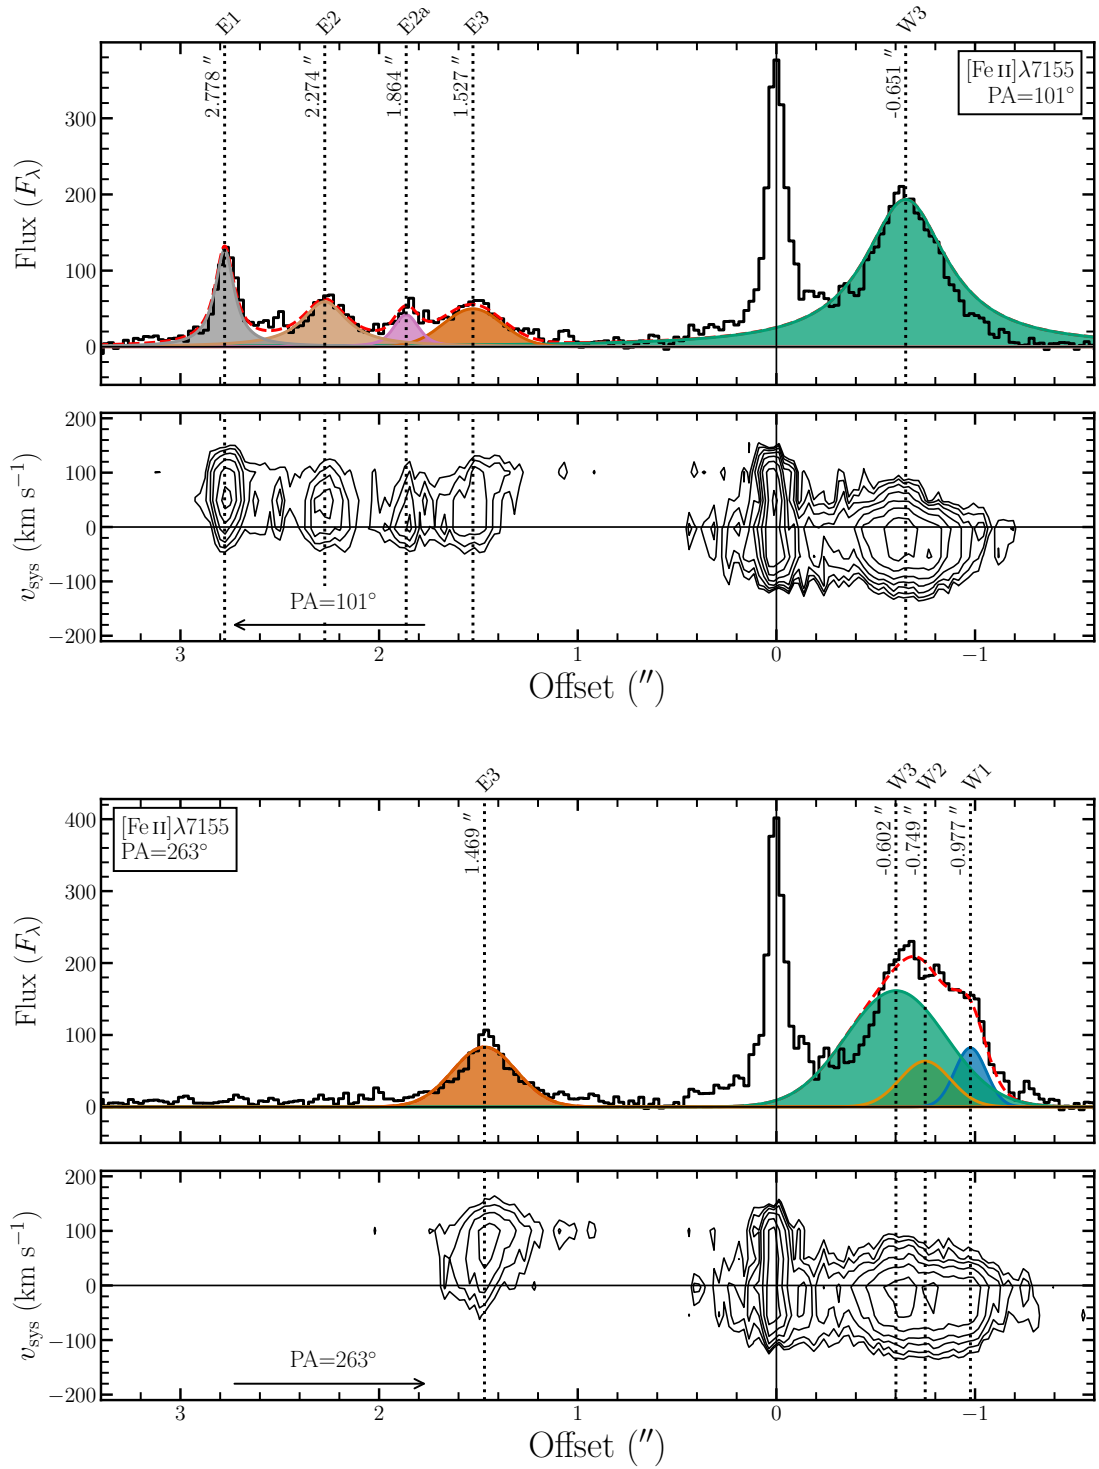 E1 E2 E2a E3 W3
2.778 ″ 2.274 ″ 1.864 ″ 1.527 ″ -0.651 ″
[Fe II]λ7155
PA=101°
300
200
100
0
Flux (F_λ)
200
100
0
−100
−200
v_sys (km s⁻¹)
PA=101°
3 2 1 0 −1
Offset (″)
E3 W3 W2 W1
1.469 ″ -0.602 ″ -0.749 ″ -0.977 ″
[Fe II]λ7155
PA=263°
400
300
200
100
0
Flux (F_λ)
200
100
0
−100
−200
v_sys (km s⁻¹)
PA=263°
3 2 1 0 −1
Offset (″)